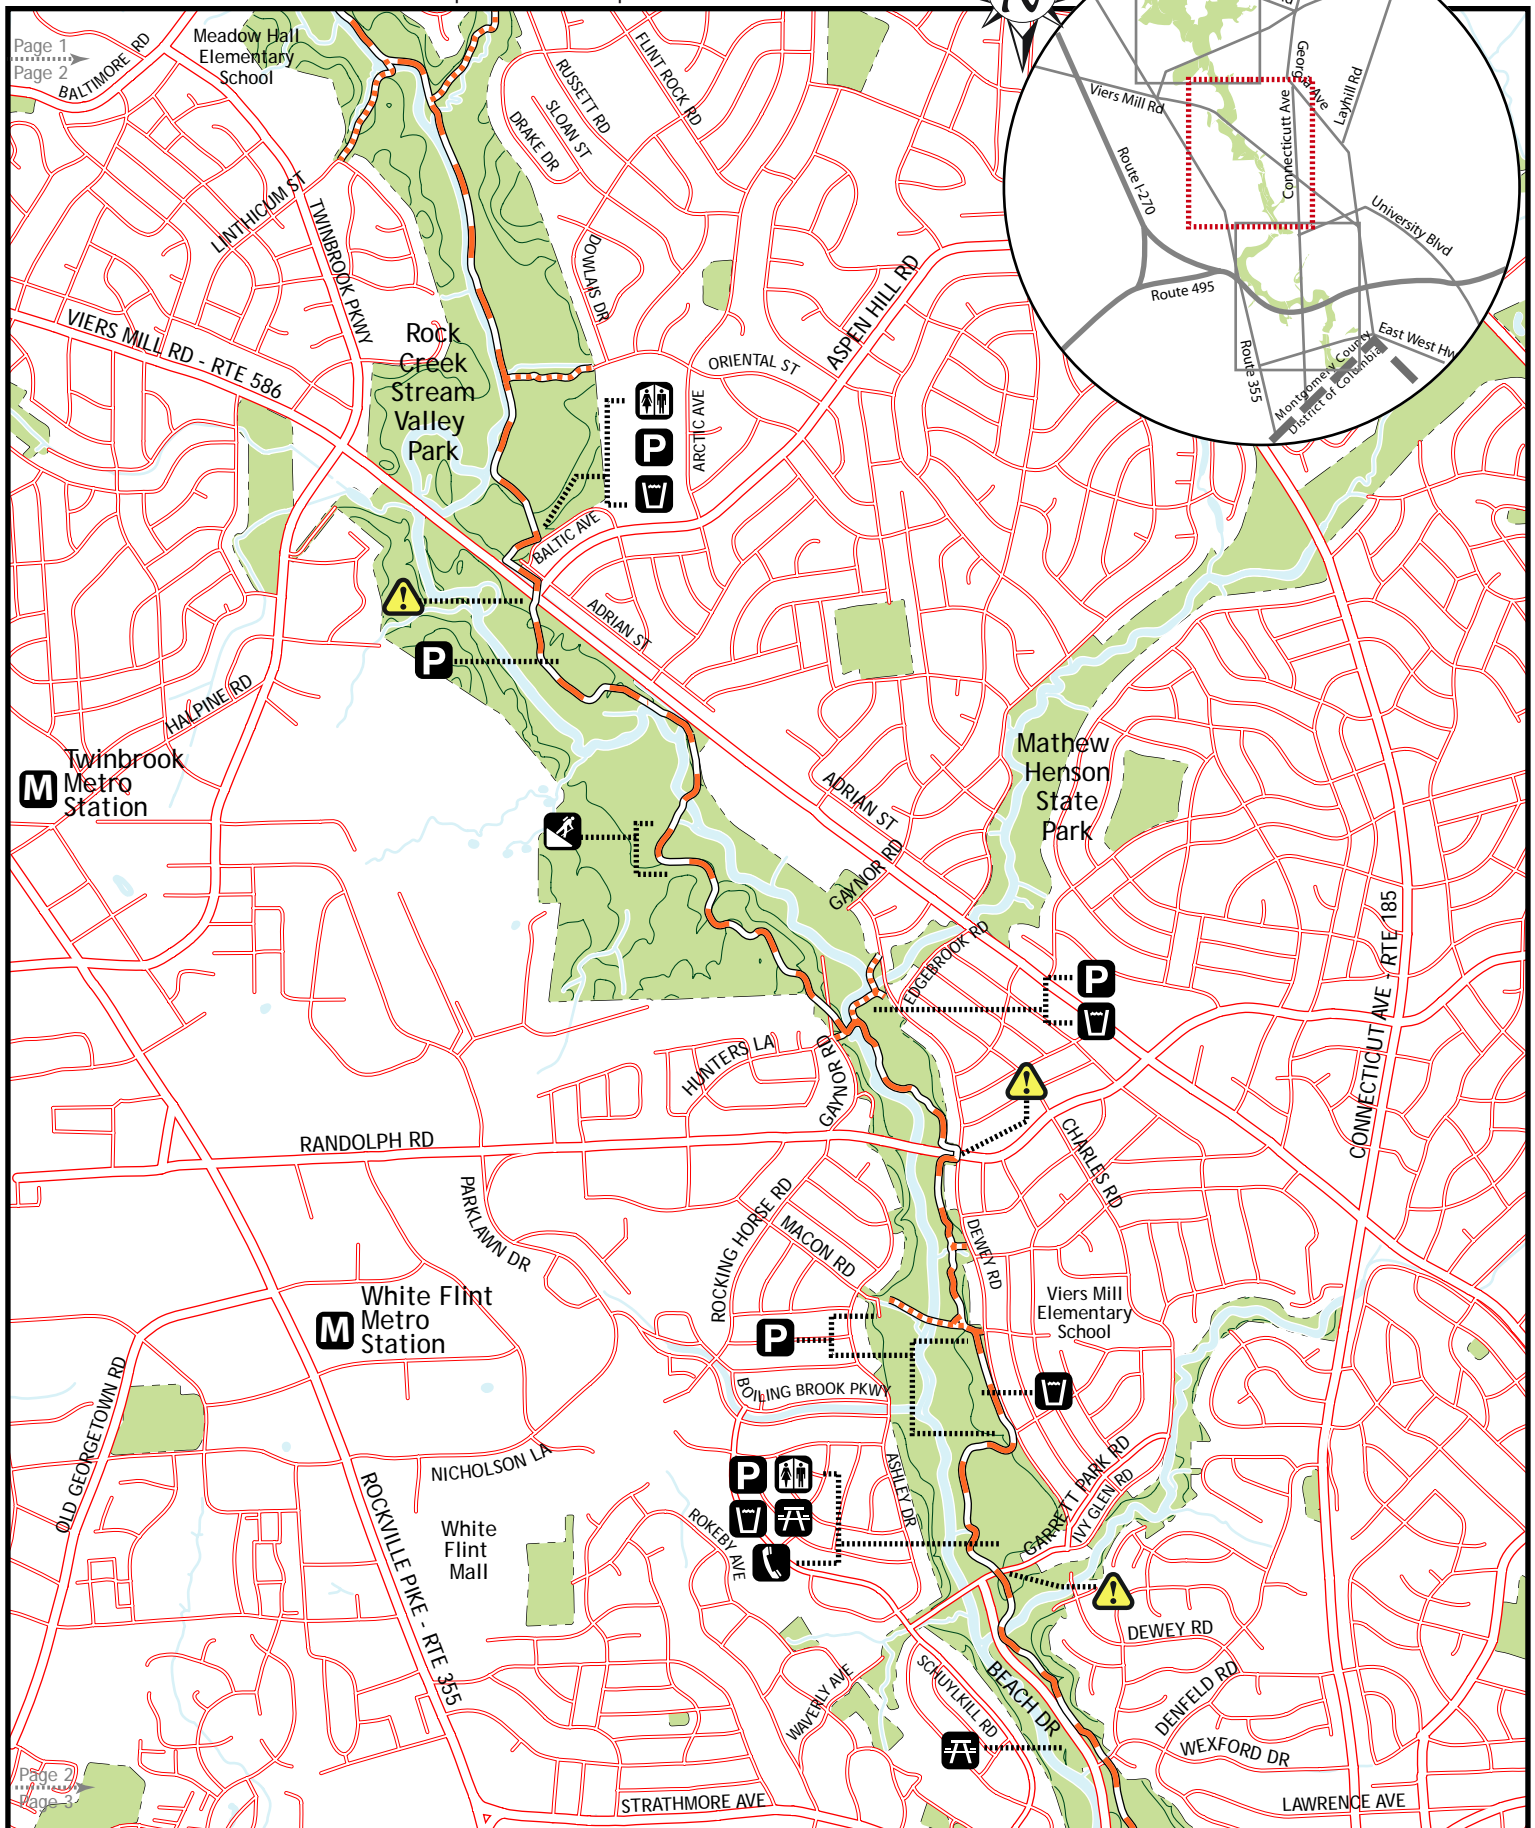 Page 1
Page 2
BALTIMORE RD
Meadow Hall
Elementary
School
FLINT ROCK RD
RUSSETT RD
SLOAN ST
DRAKE DR
N
Georgia Ave
Layhill Rd
Viers Mill Rd
Connecticutt Ave
Route I-270
University Blvd
Route 495
Route 355
East West Hw
Montgomery County
District of Columbia
LINTHICUM ST
TWINBROOK PKWY
DOWLAIS DR
ASPEN HILL RD
VIERS MILL RD - RTE 586
Rock
Creek
Stream
Valley
Park
ORIENTAL ST
ARCTIC AVE
P
BALTIC AVE
!
ADRIAN ST
P
HALPINE RD
M
Twinbrook
Metro
Station
Mathew
Henson
State
Park
ADRIAN ST
GAYNOR RD
EDGEBROOK RD
P
CONNECTICUT AVE - RTE 185
HUNTERS LA
GAYNOR RD
!
RANDOLPH RD
CHARLES RD
PARKLAWN DR
ROCKING HORSE RD
MACON RD
DEWEY RD
M
White Flint
Metro
Station
Viers Mill
Elementary
School
P
OLD GEORGETOWN RD
BOILING BROOK PKWY
NICHOLSON LA
ASHLEY DR
GARRETT PARK RD
IVY GLEN RD
P
ROCKVILLE PIKE - RTE 355
White
Flint
Mall
ROKEBY AVE
!
DEWEY RD
WAVERLY AVE
SCHUYLKILL RD
BEACH DR
DENFELD RD
WEXFORD DR
Page 2
Page 3
STRATHMORE AVE
LAWRENCE AVE